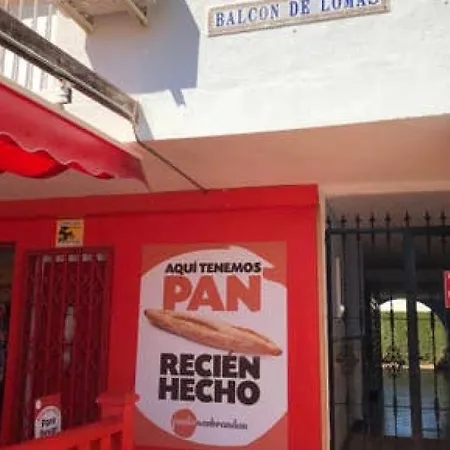 BALCON DE LOMAS
AQUÍ TENEMOS
PAN
RECIÉN
HECHO